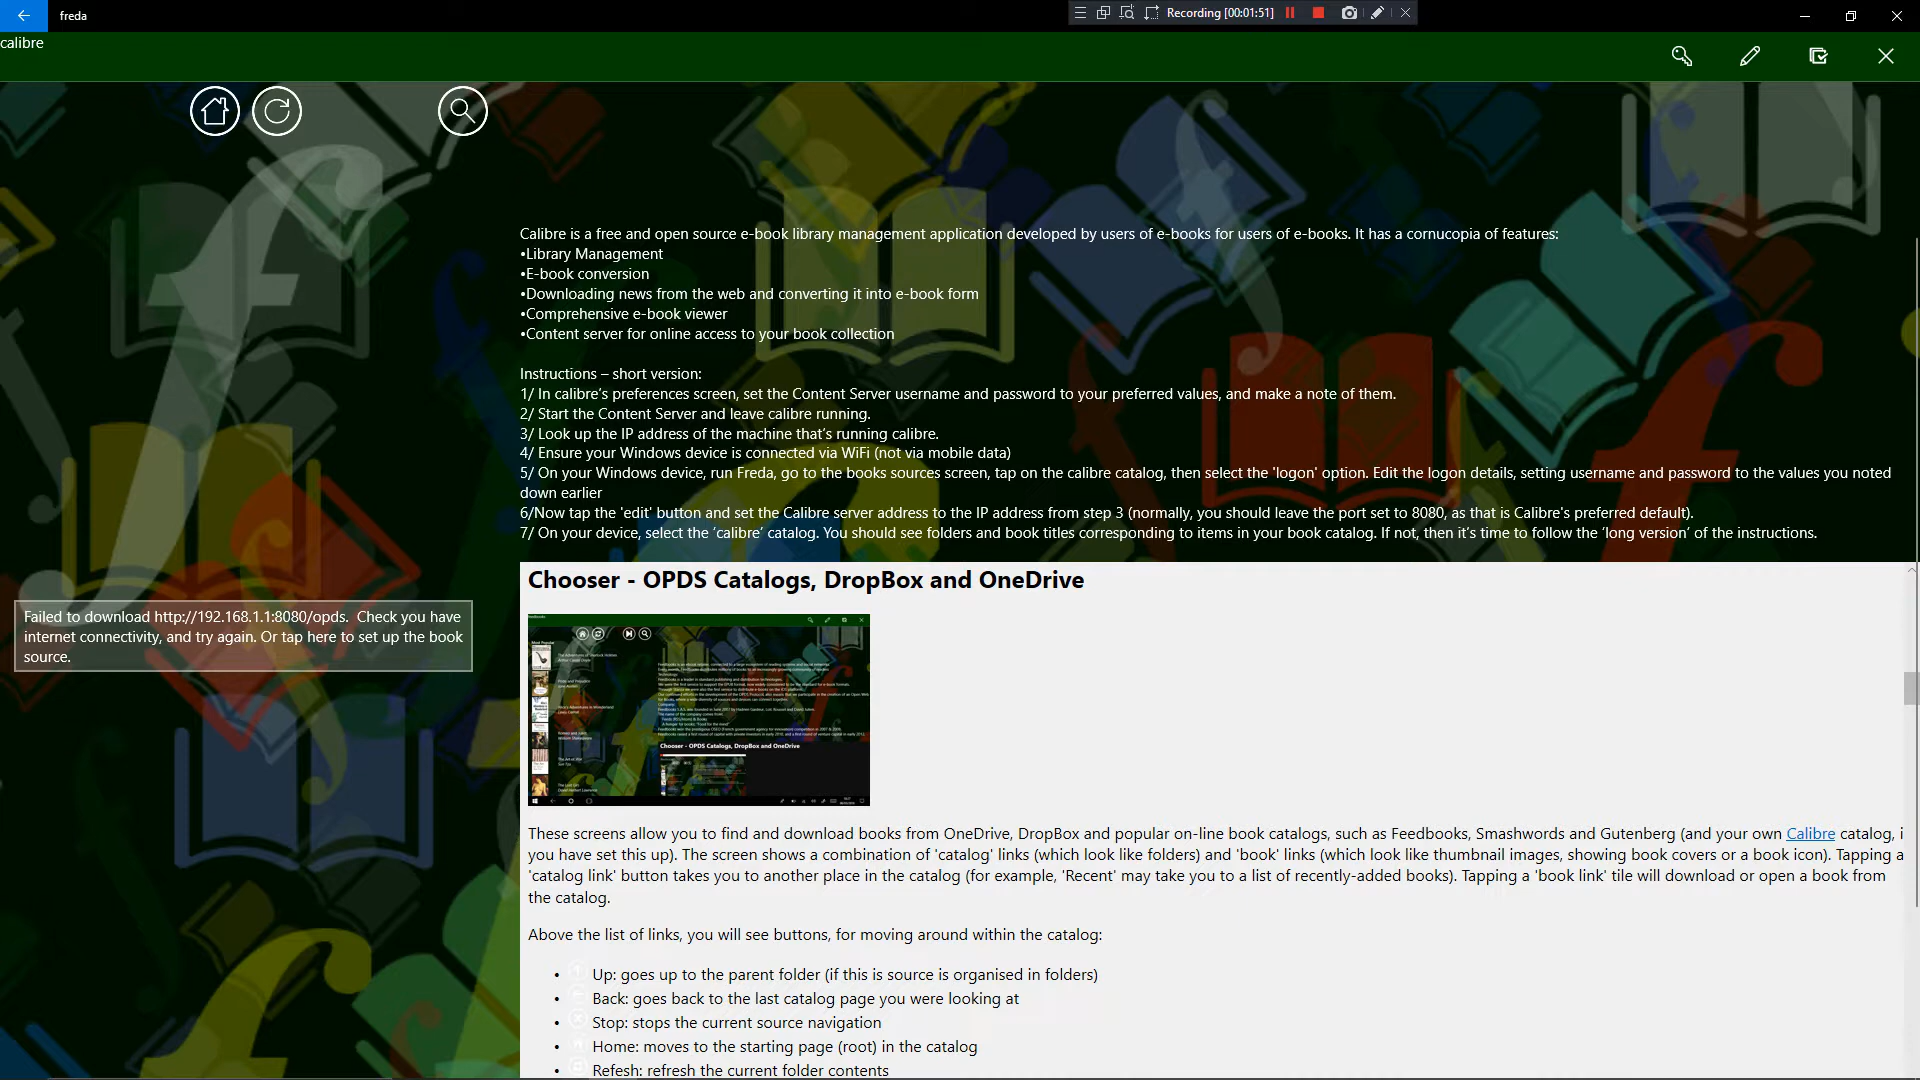 freda
Recording [00:01:51]
calibre
Calibre is a free and open source e-book library management application developed by users of e-books for users of e-books. It has a cornucopia of features:
•Library Management
•E-book conversion
•Downloading news from the web and converting it into e-book form
•Comprehensive e-book viewer
•Content server for online access to your book collection
Instructions – short version:
1/ In calibre’s preferences screen, set the Content Server username and password to your preferred values, and make a note of them.
2/ Start the Content Server and leave calibre running.
3/ Look up the IP address of the machine that’s running calibre.
4/ Ensure your Windows device is connected via WiFi (not via mobile data)
5/ On your Windows device, run Freda, go to the books sources screen, tap on the calibre catalog, then select the 'logon' option. Edit the logon details, setting username and password to the values you noted
down earlier
6/Now tap the 'edit' button and set the Calibre server address to the IP address from step 3 (normally, you should leave the port set to 8080, as that is Calibre's preferred default).
7/ On your device, select the ‘calibre’ catalog. You should see folders and book titles corresponding to items in your book catalog. If not, then it’s time to follow the ‘long version’ of the instructions.
Failed to download http://192.168.1.1:8080/opds. Check you have
internet connectivity, and try again. Or tap here to set up the book
source.
Chooser - OPDS Catalogs, DropBox and OneDrive
Chooser - OPDS Catalogs, DropBox and OneDrive
These screens allow you to find and download books from OneDrive, DropBox and popular on-line book catalogs, such as Feedbooks, Smashwords and Gutenberg (and your own Calibre catalog, i
you have set this up). The screen shows a combination of 'catalog' links (which look like folders) and 'book' links (which look like thumbnail images, showing book covers or a book icon). Tapping a
'catalog link' button takes you to another place in the catalog (for example, 'Recent' may take you to a list of recently-added books). Tapping a 'book link' tile will download or open a book from
the catalog.
Above the list of links, you will see buttons, for moving around within the catalog:
• Up: goes up to the parent folder (if this is source is organised in folders)
• Back: goes back to the last catalog page you were looking at
• Stop: stops the current source navigation
• Home: moves to the starting page (root) in the catalog
• Refesh: refresh the current folder contents